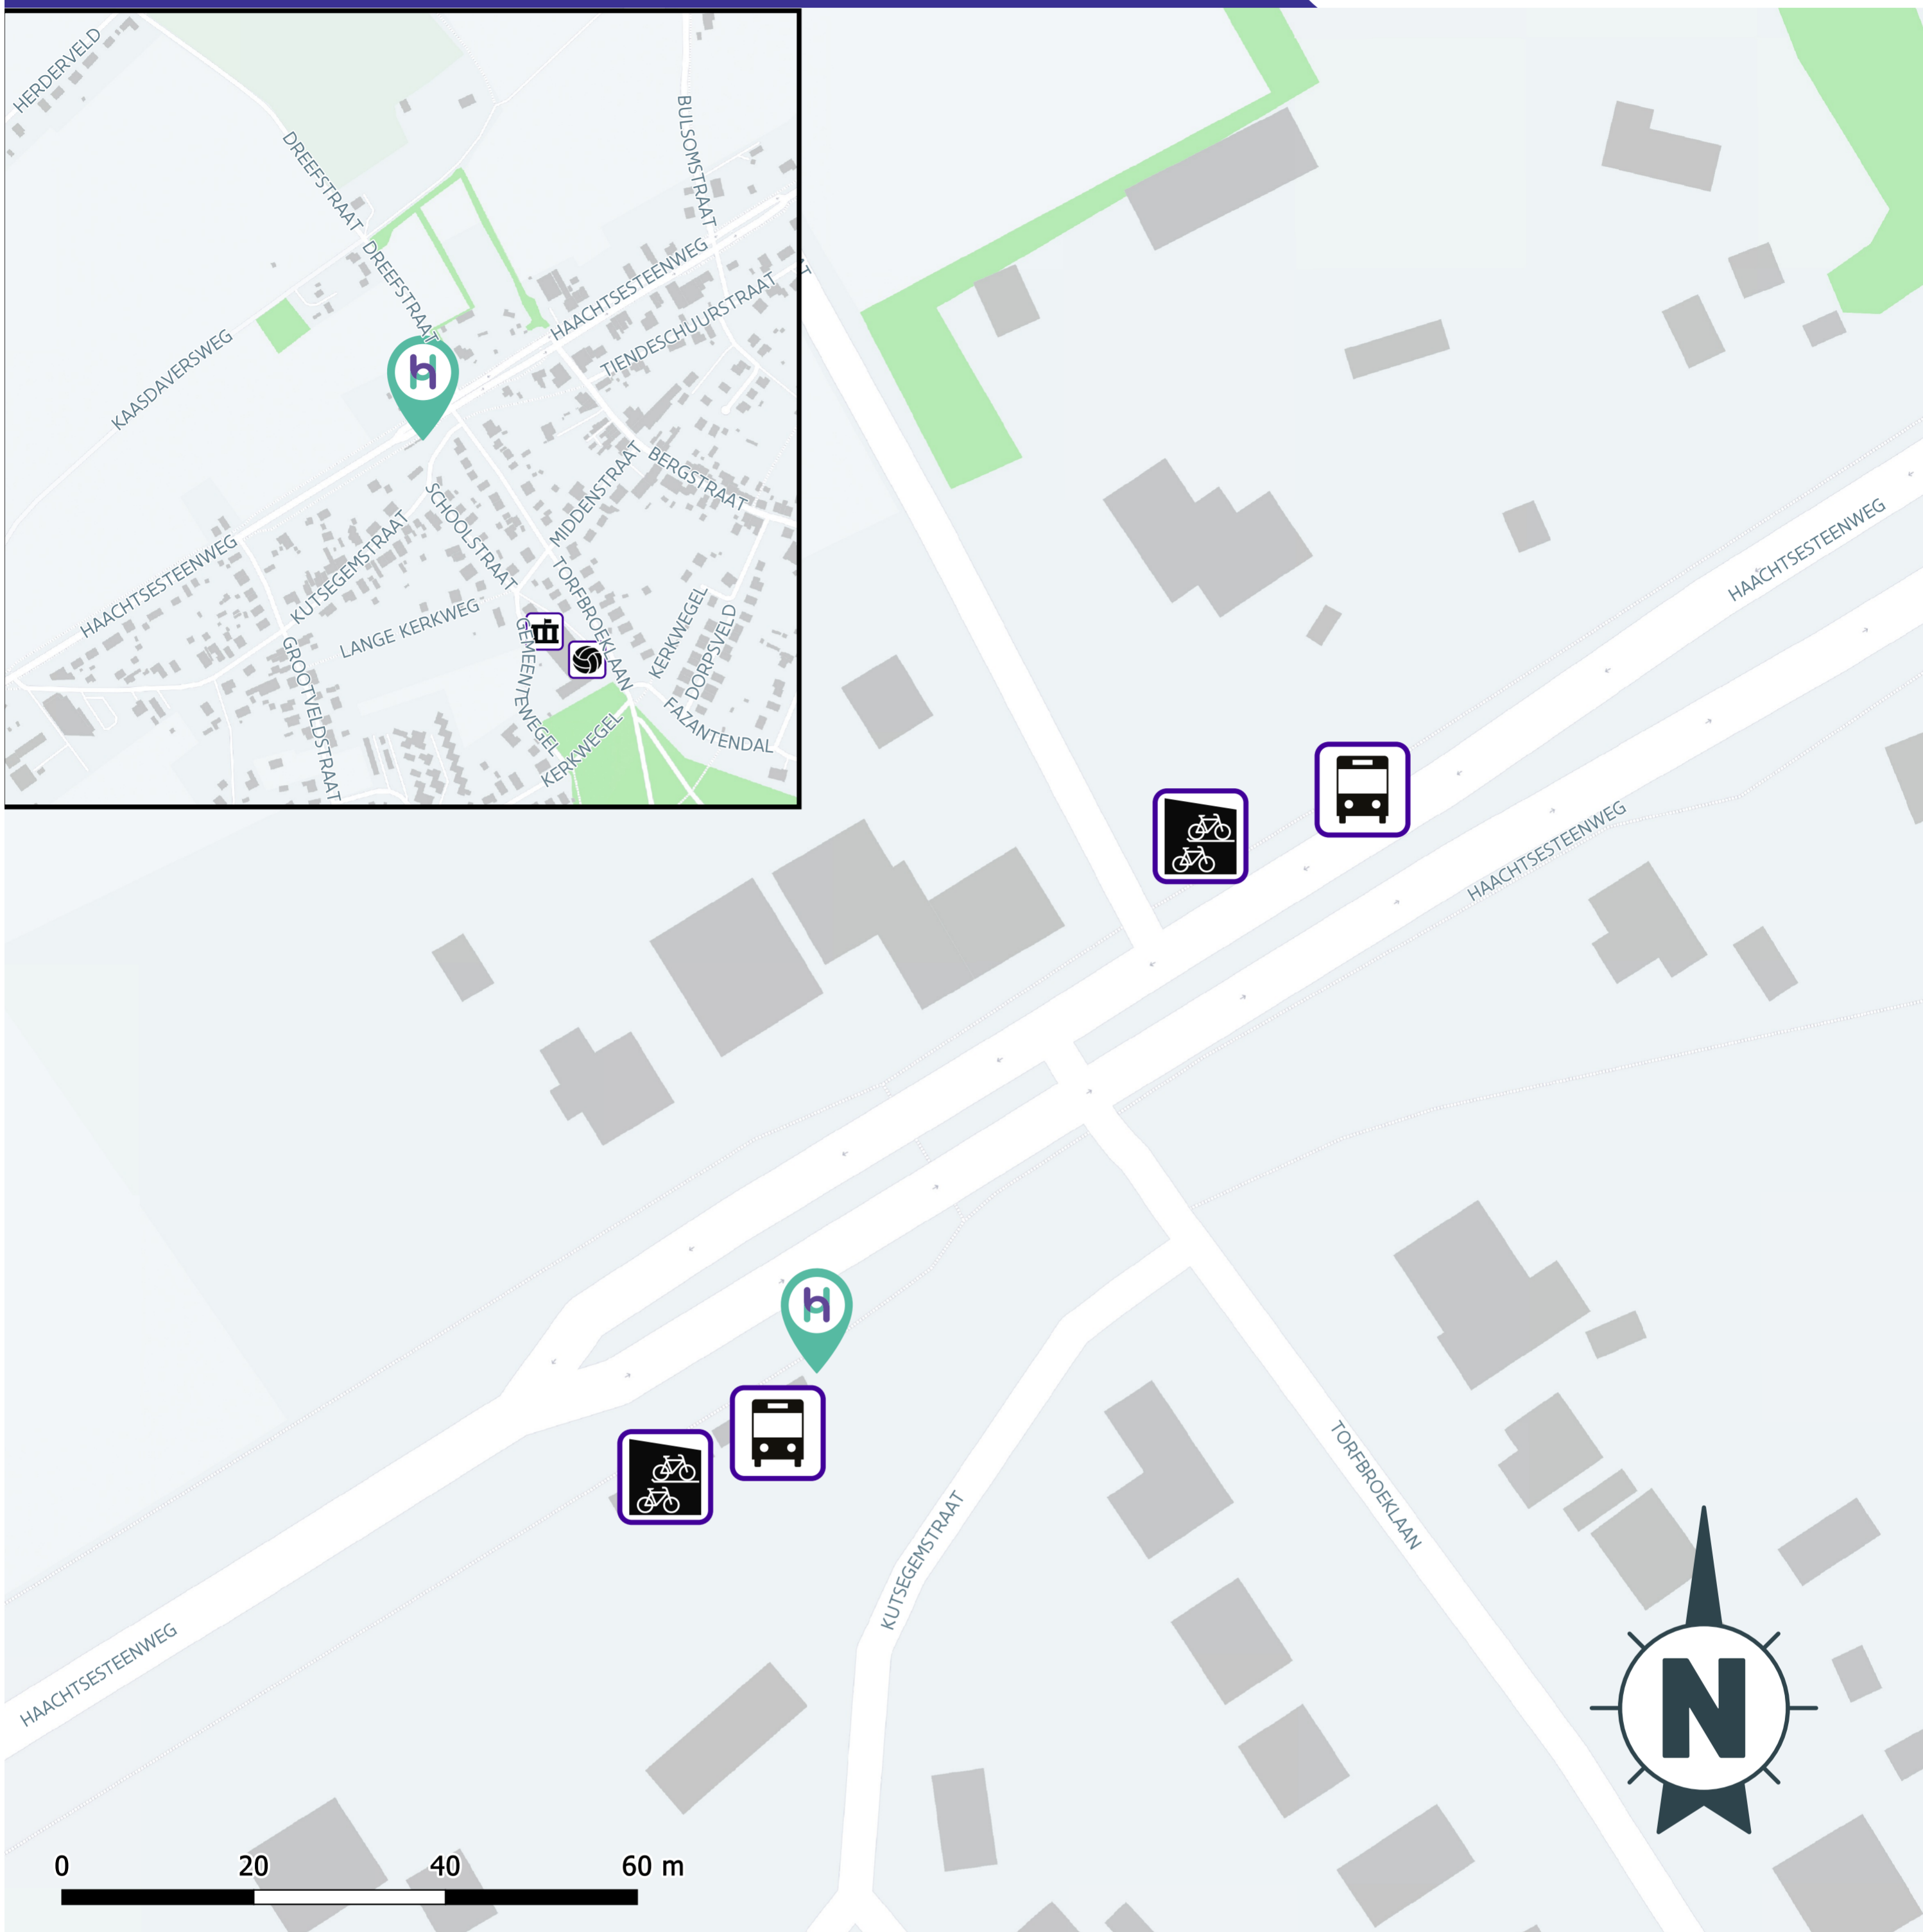 HERDERVELD
DREEFSTRAAT
BULSOMSTRAAT
DREEFSTRAAT
HAACHTSESTEENWEG
TIENDESCHUURSTRAAT
KAASDAVERSWEG
h
MIDDENSTRAAT
BERGSTRAAT
SCHOOLSTRAAT
KUTSEGEMSTRAAT
HAACHTSESTEENWEG
LANGE KERKWEG
TORFBROEKLAAN
KERKWEGEL
DORPSVELD
GEMEENTEWEGEL
GROOTVELDSTRAAT
FAZANTENDAL
KERKWEGEL
T
HAACHTSESTEENWEG
HAACHTSESTEENWEG
h
KUTSEGEMSTRAAT
TORFBROEKLAAN
HAACHTSESTEENWEG
N
0 20 40 60 m